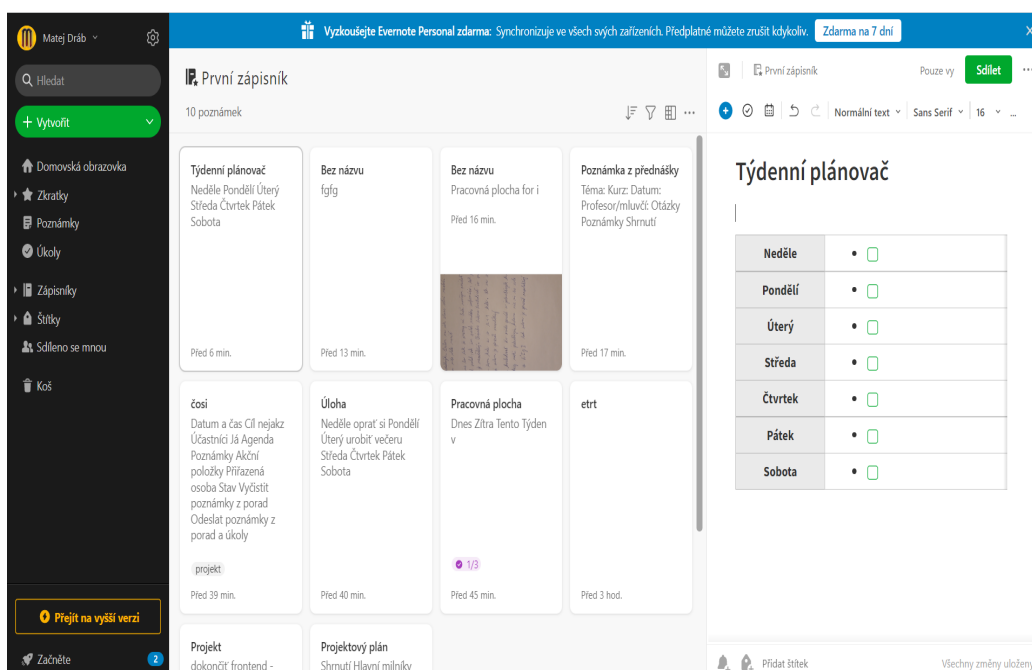 Matej Dráb
Hledat
Vytvořit
Domovská obrazovka
Zkratky
Poznámky
Úkoly
Zápisníky
Štítky
Sdíleno se mnou
Koš
Přejít na vyšší verzi
Začněte 2
Vyzkoušejte Evernote Personal zdarma: Synchronizuje ve všech svých zařízeních. Předplatné můžete zrušit kdykoliv. Zdarma na 7 dní
První zápisník
10 poznámek
Týdenní plánovač
Neděle Pondělí Úterý
Středa Čtvrtek Pátek
Sobota
Před 6 min.
Bez názvu
fgfg
Před 13 min.
Bez názvu
Pracovná plocha for i
Před 16 min.
Poznámka z přednášky
Téma: Kurz: Datum:
Profesor/mluvčí: Otázky
Poznámky Shrnutí
Před 17 min.
čosi
Datum a čas Cíl nejakz
Účastníci Já Agenda
Poznámky Akční
položky Přiřazená
osoba Stav Vyčistit
poznámky z porad
Odeslat poznámky z
porad a úkoly
projekt
Před 39 min.
Úloha
Neděle oprať si Pondělí
Úterý urobiť večeru
Středa Čtvrtek Pátek
Sobota
Před 40 min.
Pracovná plocha
Dnes Zítra Tento Týden
v
1/3
Před 45 min.
etrt
Před 3 hod.
Projekt
dokončiť frontend -
Projektový plán
Shrnutí Hlavní milníky
První zápisník
Pouze vy
Sdílet
Normální text
Sans Serif
16
Týdenní plánovač
Neděle
Pondělí
Úterý
Středa
Čtvrtek
Pátek
Sobota
Přidat štítek
Všechny změny uloženy